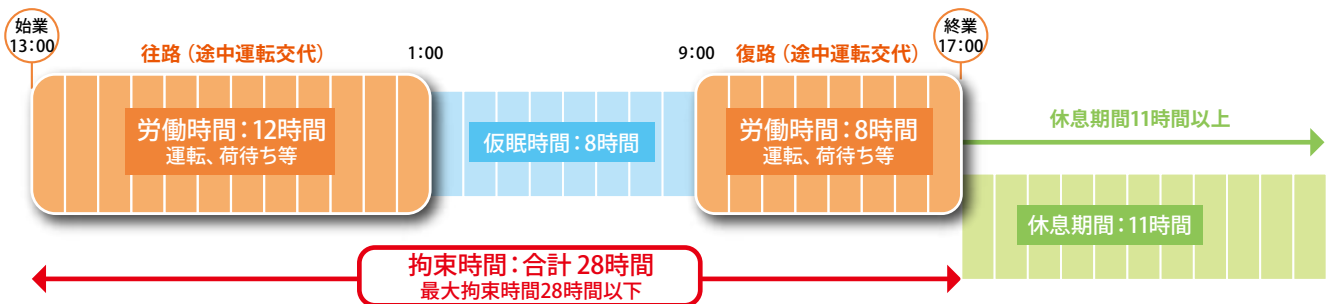 始業
13:00
往路（途中運転交代）
1:00
9:00
復路（途中運転交代）
終業
17:00
労働時間：12時間
運転、荷待ち等
仮眠時間：8時間
労働時間：8時間
運転、荷待ち等
休息期間11時間以上
休息期間：11時間
拘束時間：合計 28時間
最大拘束時間28時間以下